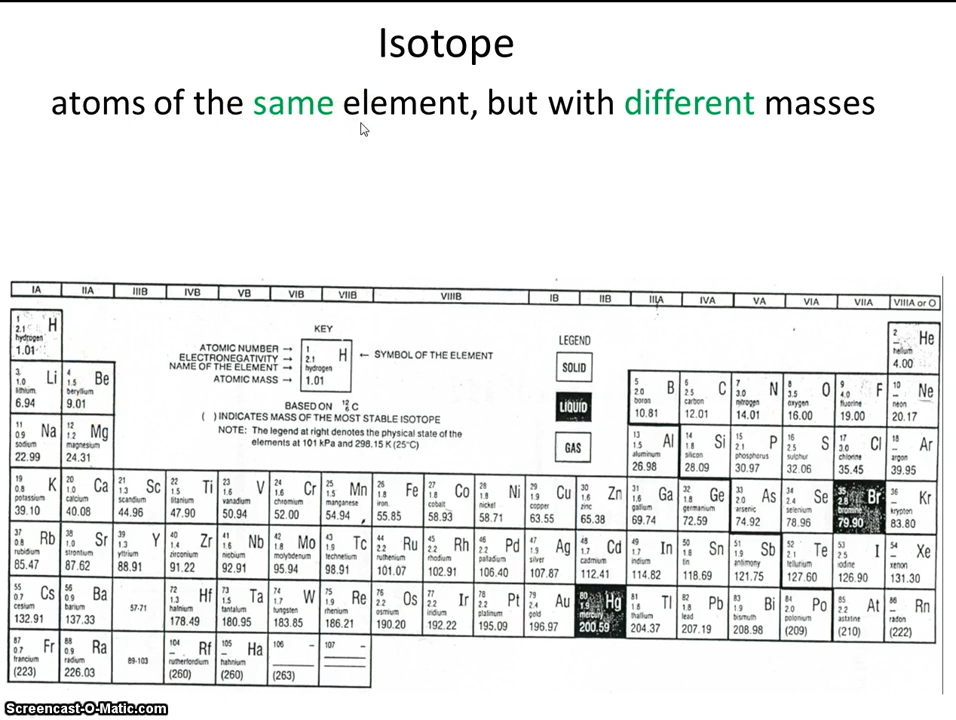 Isotope
atoms of the same element, but with different masses
IA IIA IIIB IVB VB VIB VIIB VIIIB IB IIB IIIA IVA VA VIA VIIA VIIIA or O
KEY
ATOMIC NUMBER → 1
ELECTRONEGATIVITY → 2.1 H ← SYMBOL OF THE ELEMENT
NAME OF THE ELEMENT → hydrogen
ATOMIC MASS → 1.01
BASED ON 12 6 C
( ) INDICATES MASS OF THE MOST STABLE ISOTOPE
NOTE: The legend at right denotes the physical state of the
elements at 101 kPa and 298.15 K (25°C)
LEGEND
SOLID
LIQUID
GAS
1 2.1 H hydrogen 1.01
2 – He helium 4.00
3 1.0 Li lithium 6.94
4 1.5 Be beryllium 9.01
5 2.0 B boron 10.81
6 2.5 C carbon 12.01
7 3.0 N nitrogen 14.01
8 3.5 O oxygen 16.00
9 4.0 F fluorine 19.00
10 – Ne neon 20.17
11 0.9 Na sodium 22.99
12 1.2 Mg magnesium 24.31
13 1.5 Al aluminum 26.98
14 1.8 Si silicon 28.09
15 2.1 P phosphorus 30.97
16 2.5 S sulphur 32.06
17 3.0 Cl chlorine 35.45
18 – Ar argon 39.95
19 0.8 K potassium 39.10
20 1.0 Ca calcium 40.08
21 1.3 Sc scandium 44.96
22 1.5 Ti titanium 47.90
23 1.6 V vanadium 50.94
24 1.6 Cr chromium 52.00
25 1.5 Mn manganese 54.94
26 1.8 Fe iron 55.85
27 1.8 Co cobalt 58.93
28 1.8 Ni nickel 58.71
29 1.9 Cu copper 63.55
30 1.6 Zn zinc 65.38
31 1.6 Ga gallium 69.74
32 1.8 Ge germanium 72.59
33 2.0 As arsenic 74.92
34 2.4 Se selenium 78.96
35 2.8 Br bromine 79.90
36 – Kr krypton 83.80
37 0.8 Rb rubidium 85.47
38 1.0 Sr strontium 87.62
39 1.3 Y yttrium 88.91
40 1.4 Zr zirconium 91.22
41 1.6 Nb niobium 92.91
42 1.8 Mo molybdenum 95.94
43 1.9 Tc technetium 98.91
44 2.2 Ru ruthenium 101.07
45 2.2 Rh rhodium 102.91
46 2.2 Pd palladium 106.40
47 1.9 Ag silver 107.87
48 1.7 Cd cadmium 112.41
49 1.7 In indium 114.82
50 1.8 Sn tin 118.69
51 1.9 Sb antimony 121.75
52 2.1 Te tellurium 127.60
53 2.5 I iodine 126.90
54 – Xe xenon 131.30
55 0.7 Cs cesium 132.91
56 0.9 Ba barium 137.33
57-71
72 1.3 Hf hafnium 178.49
73 1.5 Ta tantalum 180.95
74 1.7 W tungsten 183.85
75 1.9 Re rhenium 186.21
76 2.2 Os osmium 190.20
77 2.2 Ir 192.22
78 2.2 Pt platinum 195.09
79 2.4 Au gold 196.97
80 1.9 Hg mercury 200.59
81 1.8 Tl thallium 204.37
82 1.8 Pb lead 207.19
83 1.9 Bi bismuth 208.98
84 2.0 Po polonium (209)
85 2.2 At astatine (210)
86 – Rn radon (222)
87 0.7 Fr francium (223)
88 0.9 Ra radium 226.03
89-103
104 – Rf rutherfordium (260)
105 – Ha hahnium (260)
106 – (263)
107 –
Screencast-O-Matic.com